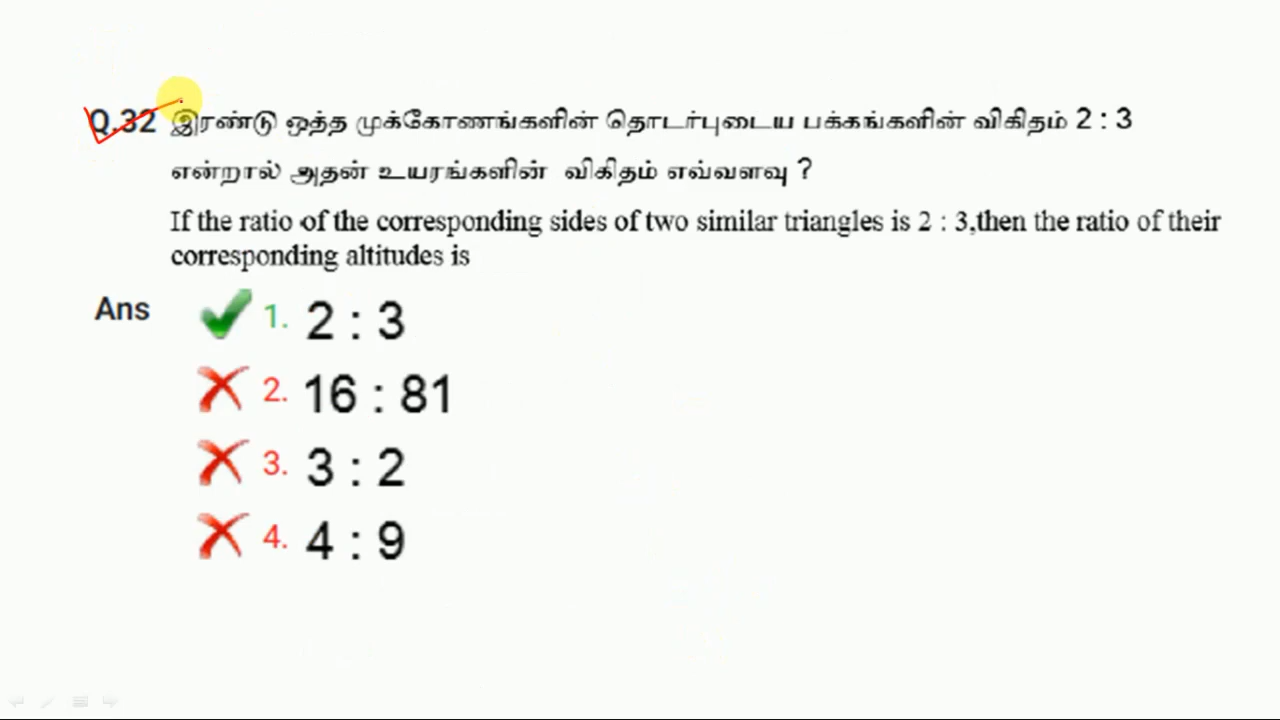 Q.32 இரண்டு ஒத்த முக்கோணங்களின் தொடர்புடைய பக்கங்களின் விகிதம் 2 : 3
என்றால் அதன் உயரங்களின் விகிதம் எவ்வளவு ?
If the ratio of the corresponding sides of two similar triangles is 2 : 3,then the ratio of their
corresponding altitudes is
Ans 1. 2 : 3
2. 16 : 81
3. 3 : 2
4. 4 : 9